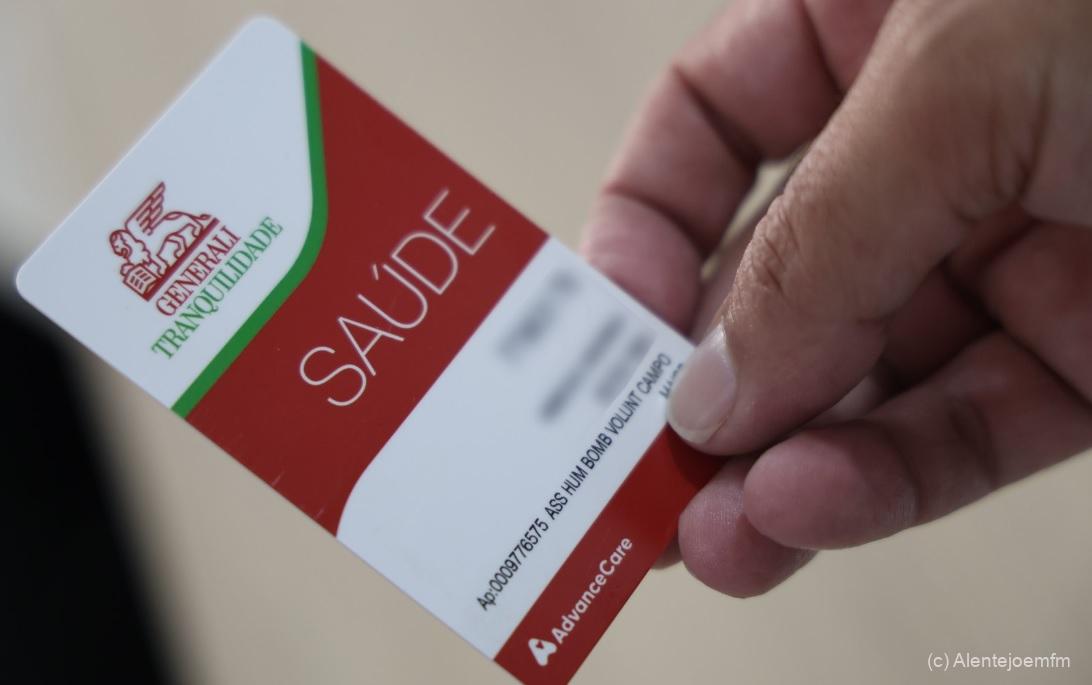 GENERALI
TRANQUILIDADE
SAÚDE
Ap:0009776575 ASS HUM BOMB VOLUNT CAMPO
AdvanceCare
(c) Alentejoemfm